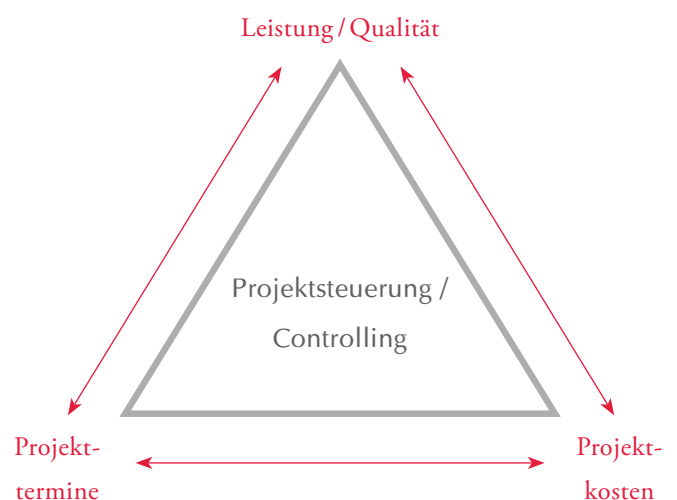 Leistung / Qualität
Projektsteuerung /
Controlling
Projekt-
termine
Projekt-
kosten